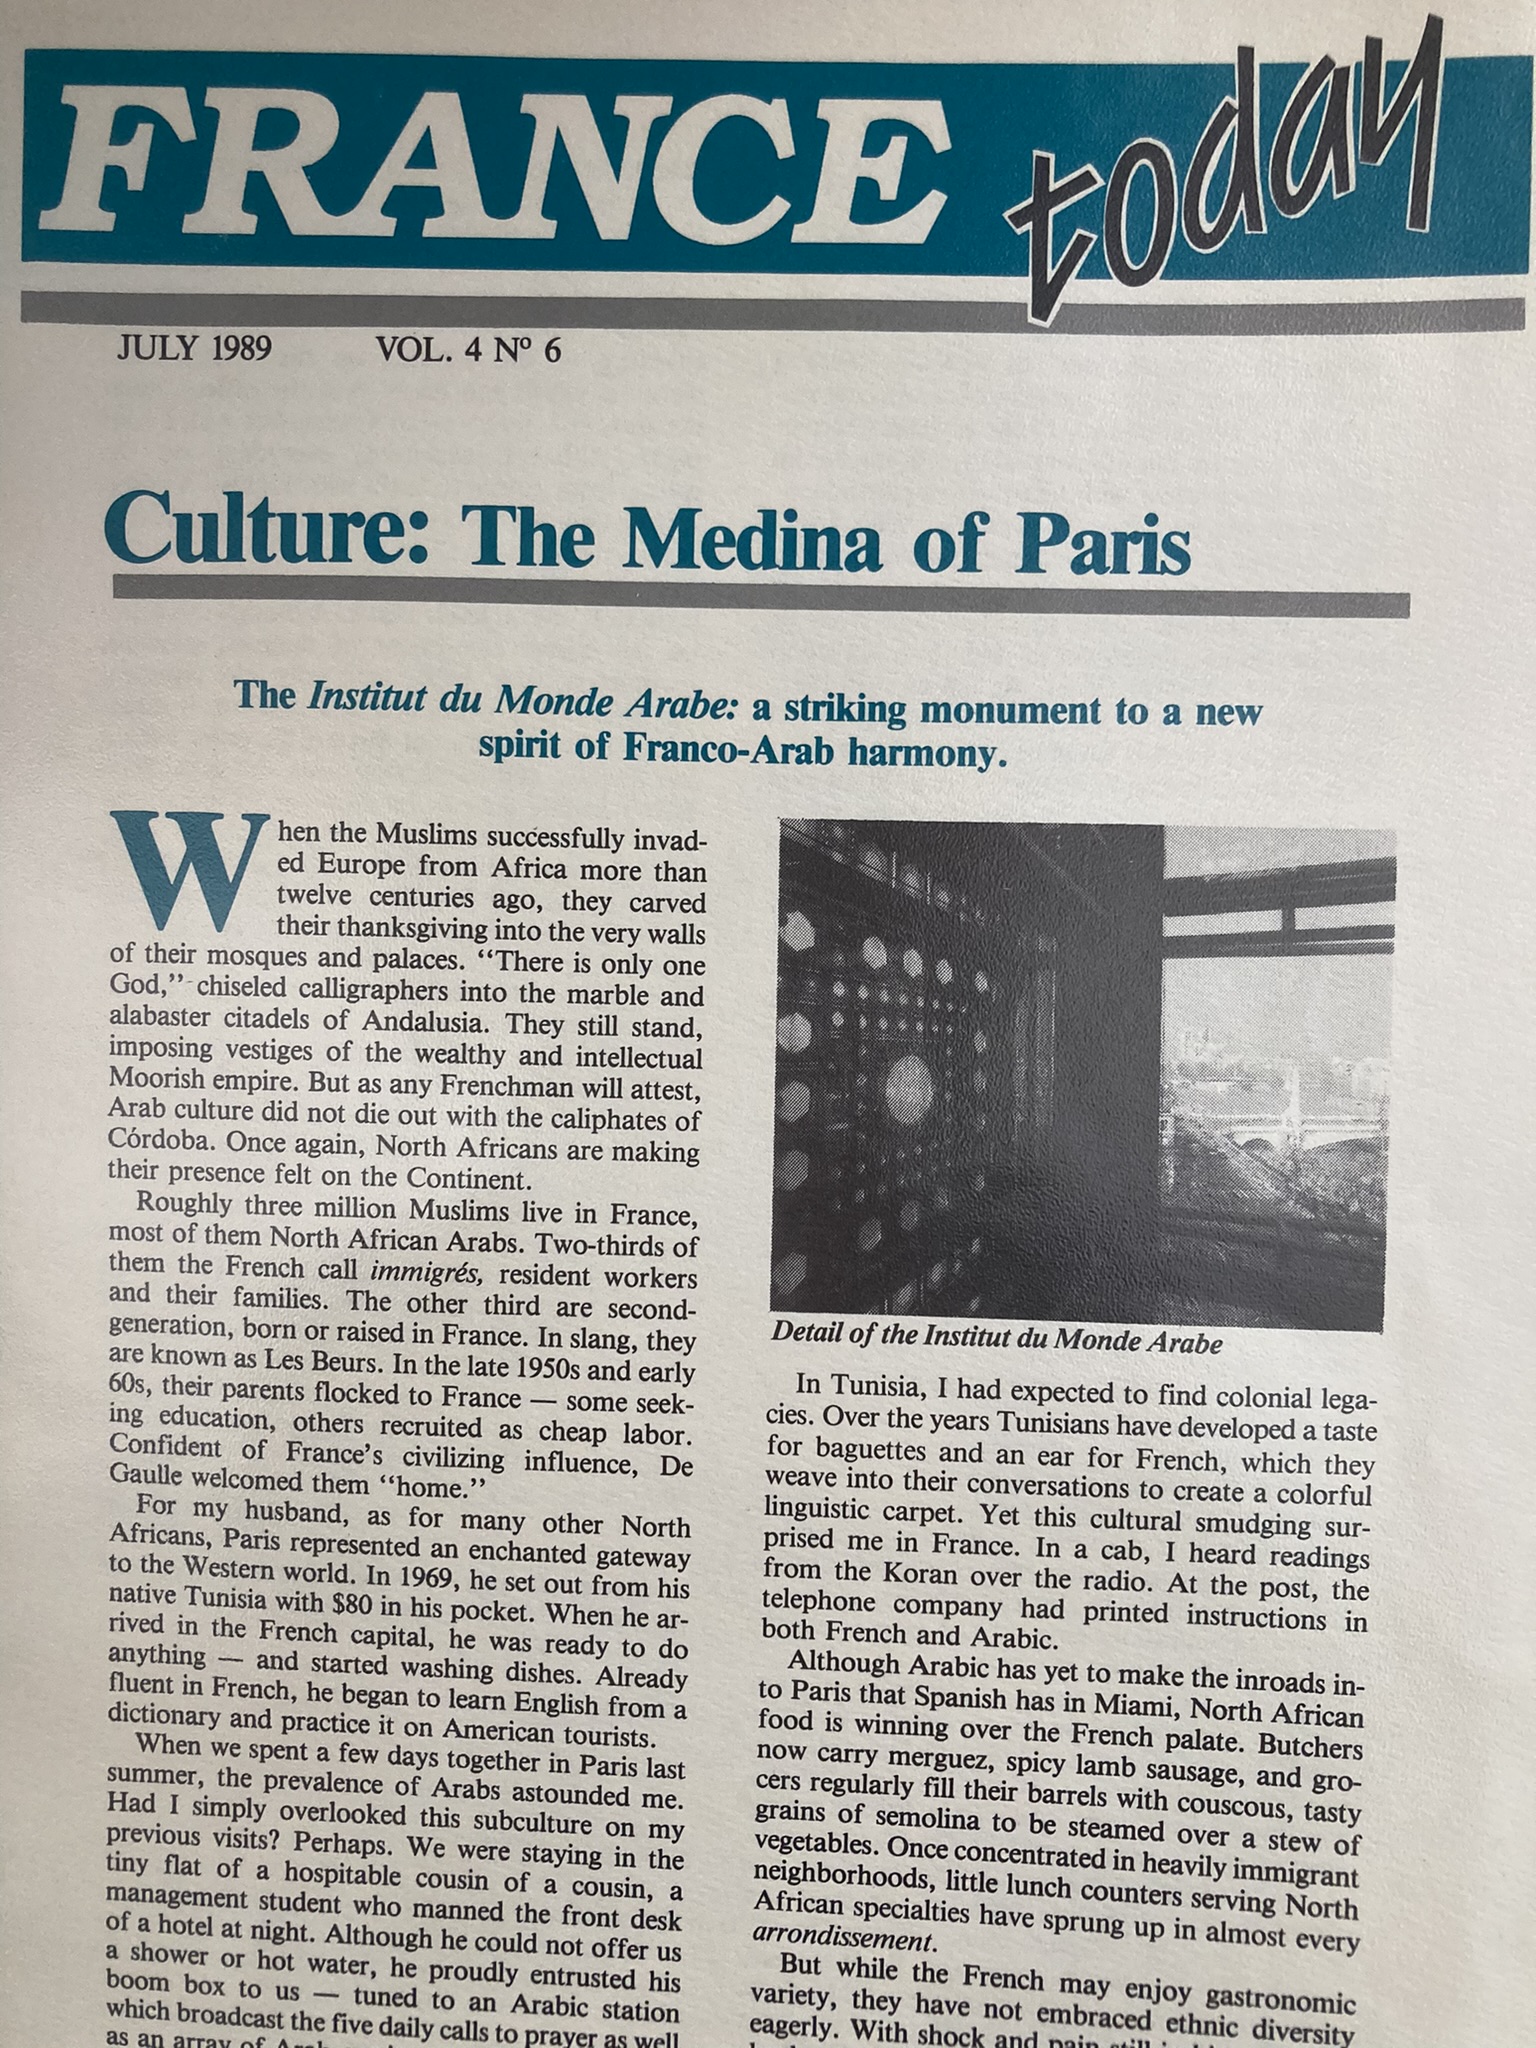 FRANCE today
JULY 1989 VOL. 4 Nº 6
Culture: The Medina of Paris
The Institut du Monde Arabe: a striking monument to a new
spirit of Franco-Arab harmony.
When the Muslims successfully invad-
ed Europe from Africa more than
twelve centuries ago, they carved
their thanksgiving into the very walls
of their mosques and palaces. “There is only one
God,” chiseled calligraphers into the marble and
alabaster citadels of Andalusia. They still stand,
imposing vestiges of the wealthy and intellectual
Moorish empire. But as any Frenchman will attest,
Arab culture did not die out with the caliphates of
Córdoba. Once again, North Africans are making
their presence felt on the Continent.
Roughly three million Muslims live in France,
most of them North African Arabs. Two-thirds of
them the French call immigrés, resident workers
and their families. The other third are second-
generation, born or raised in France. In slang, they
are known as Les Beurs. In the late 1950s and early
60s, their parents flocked to France — some seek-
ing education, others recruited as cheap labor.
Confident of France’s civilizing influence, De
Gaulle welcomed them “home.”
For my husband, as for many other North
Africans, Paris represented an enchanted gateway
to the Western world. In 1969, he set out from his
native Tunisia with $80 in his pocket. When he ar-
rived in the French capital, he was ready to do
anything — and started washing dishes. Already
fluent in French, he began to learn English from a
dictionary and practice it on American tourists.
When we spent a few days together in Paris last
summer, the prevalence of Arabs astounded me.
Had I simply overlooked this subculture on my
previous visits? Perhaps. We were staying in the
tiny flat of a hospitable cousin of a cousin, a
management student who manned the front desk
of a hotel at night. Although he could not offer us
a shower or hot water, he proudly entrusted his
boom box to us — tuned to an Arabic station
which broadcast the five daily calls to prayer as well
as an array of
Detail of the Institut du Monde Arabe
In Tunisia, I had expected to find colonial lega-
cies. Over the years Tunisians have developed a taste
for baguettes and an ear for French, which they
weave into their conversations to create a colorful
linguistic carpet. Yet this cultural smudging sur-
prised me in France. In a cab, I heard readings
from the Koran over the radio. At the post, the
telephone company had printed instructions in
both French and Arabic.
Although Arabic has yet to make the inroads in-
to Paris that Spanish has in Miami, North African
food is winning over the French palate. Butchers
now carry merguez, spicy lamb sausage, and gro-
cers regularly fill their barrels with couscous, tasty
grains of semolina to be steamed over a stew of
vegetables. Once concentrated in heavily immigrant
neighborhoods, little lunch counters serving North
African specialties have sprung up in almost every
arrondissement.
But while the French may enjoy gastronomic
variety, they have not embraced ethnic diversity
eagerly. With shock and pain still